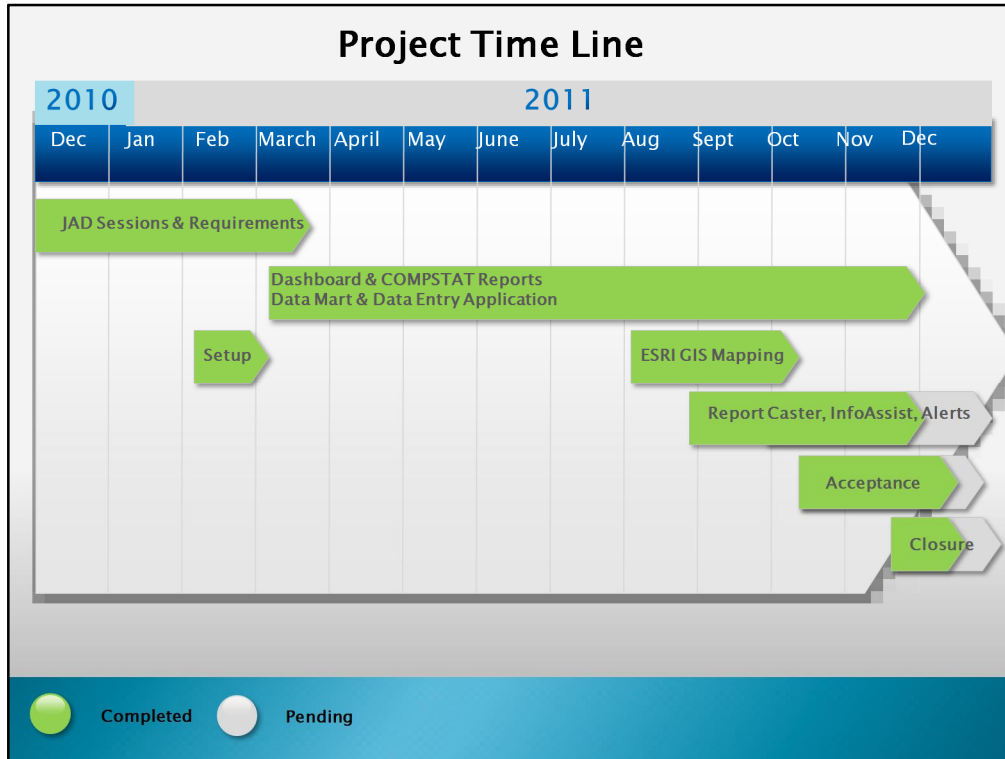 Project Time Line
2010 2011
Dec Jan Feb March April May June July Aug Sept Oct Nov Dec
JAD Sessions & Requirements
Dashboard & COMPSTAT Reports
Data Mart & Data Entry Application
Setup ESRI GIS Mapping
Report Caster, InfoAssist, Alerts
Acceptance
Closure
Completed Pending